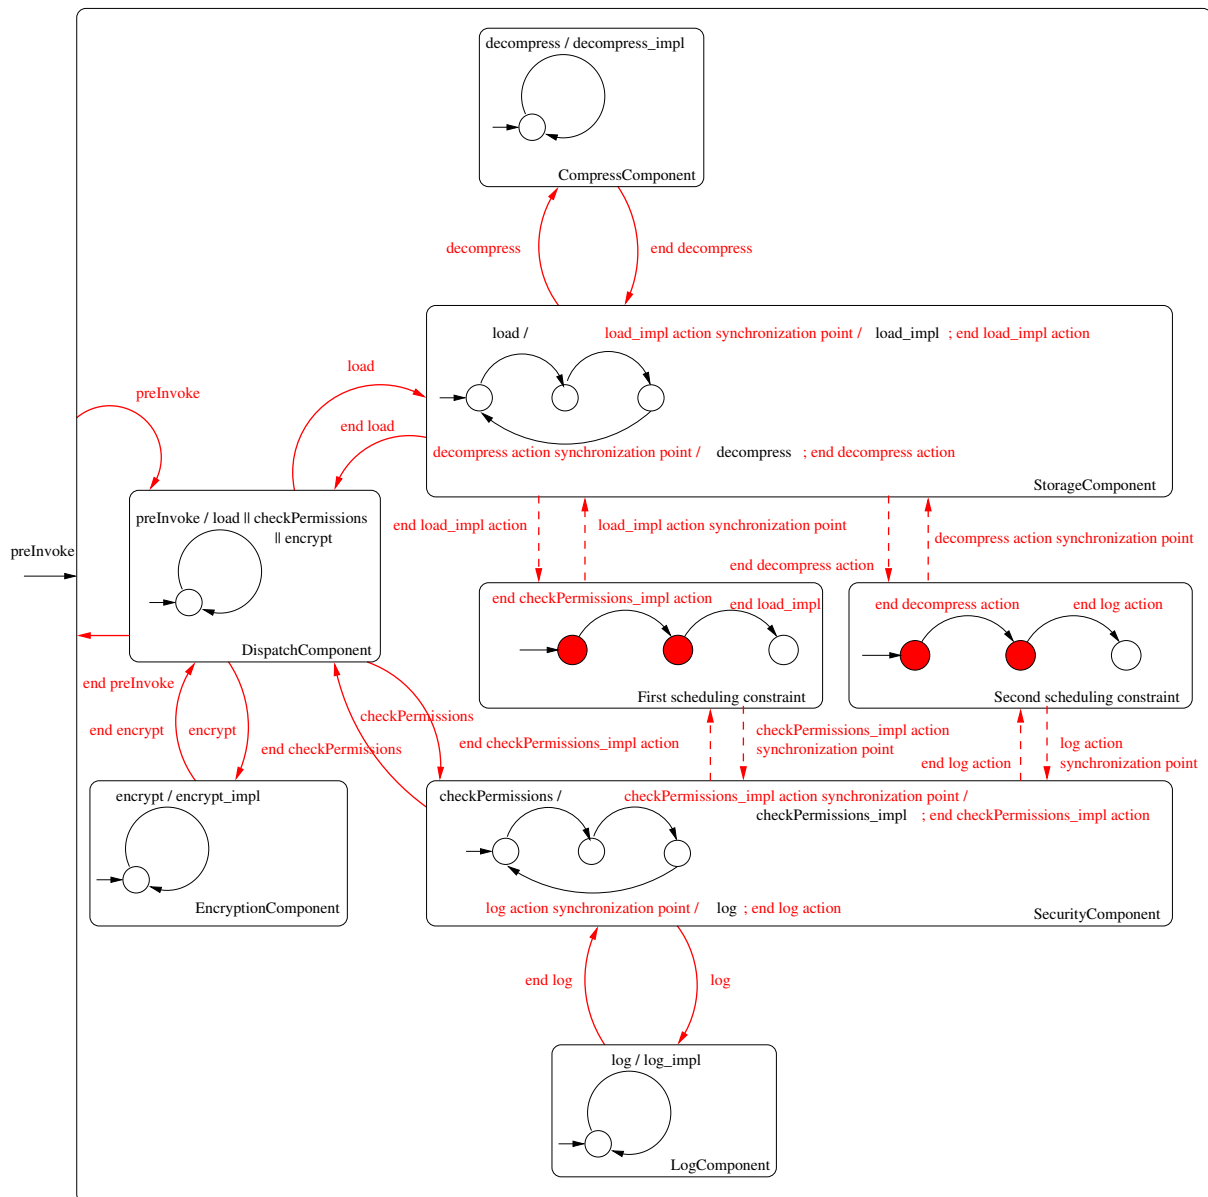 decompress / decompress_impl
CompressComponent
decompress
end decompress
load /
load_impl action synchronization point /
load_impl
; end load_impl action
load
preInvoke
end load
decompress action synchronization point /
decompress
; end decompress action
StorageComponent
preInvoke / load || checkPermissions
|| encrypt
end load_impl action
load_impl action synchronization point
decompress action synchronization point
preInvoke
end decompress action
end checkPermissions_impl action
end load_impl
end decompress action
end log action
DispatchComponent
end preInvoke
First scheduling constraint
Second scheduling constraint
checkPermissions
end encrypt
encrypt
end checkPermissions
end checkPermissions_impl action
checkPermissions_impl action
synchronization point
end log action
log action
synchronization point
encrypt / encrypt_impl
EncryptionComponent
checkPermissions /
checkPermissions_impl action synchronization point /
checkPermissions_impl
; end checkPermissions_impl action
log action synchronization point /
log
; end log action
SecurityComponent
end log
log
log / log_impl
LogComponent